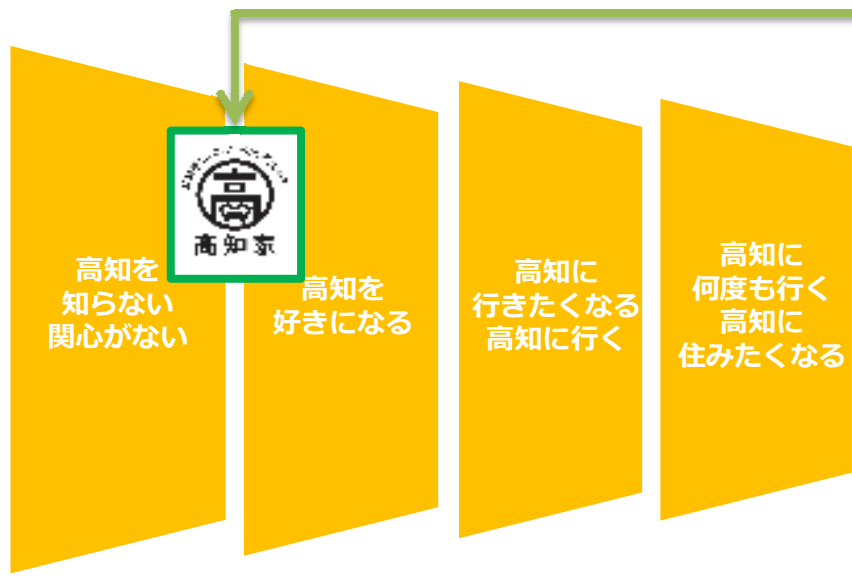 高
高知家
高知を
知らない
関心がない
高知を
好きになる
高知に
行きたくなる
高知に行く
高知に
何度も行く
高知に
住みたくなる